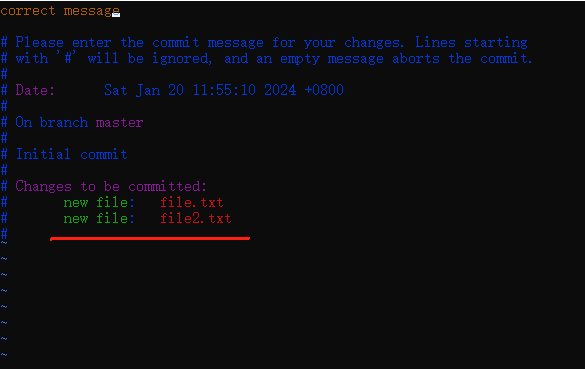 correct message
# Please enter the commit message for your changes. Lines starting
# with '#' will be ignored, and an empty message aborts the commit.
#
# Date:      Sat Jan 20 11:55:10 2024 +0800
#
# On branch master
#
# Initial commit
#
# Changes to be committed:
#       new file:   file.txt
#       new file:   file2.txt
#
~
~
~
~
~
~
~
~